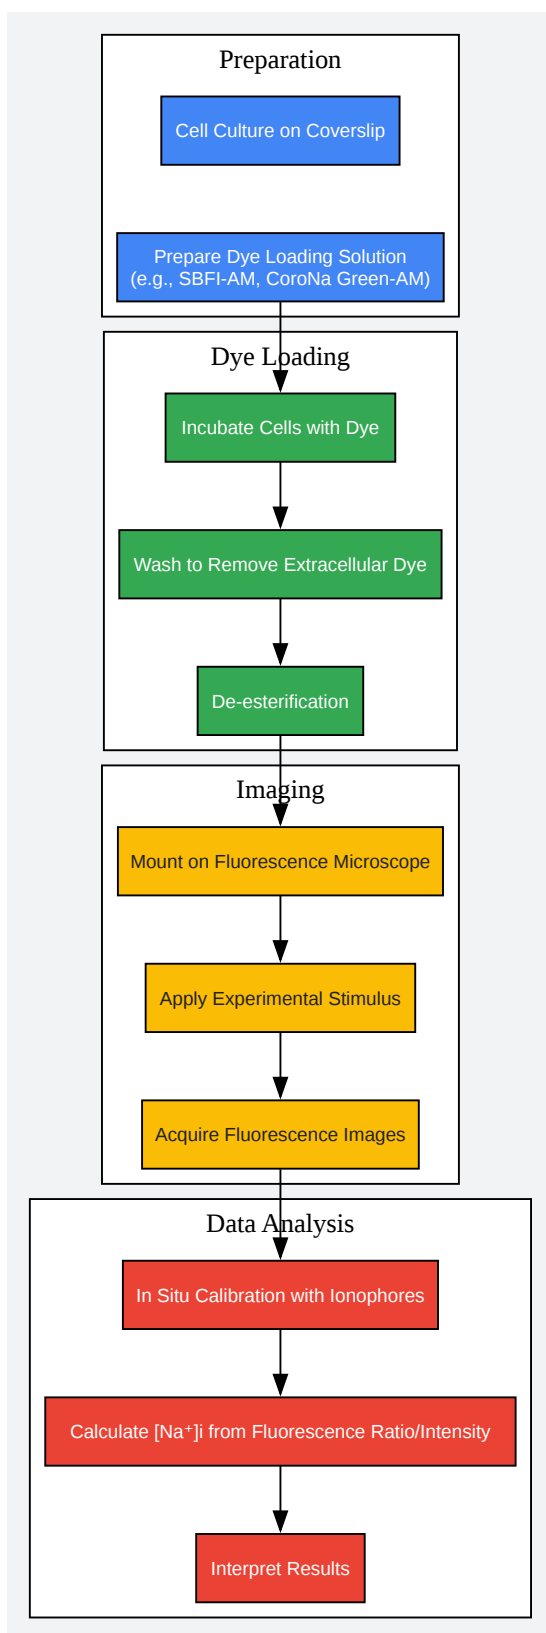 Preparation
Cell Culture on Coverslip
Prepare Dye Loading Solution
(e.g., SBFI-AM, CoroNa Green-AM)
Dye Loading
Incubate Cells with Dye
Wash to Remove Extracellular Dye
De-esterification
Imaging
Mount on Fluorescence Microscope
Apply Experimental Stimulus
Acquire Fluorescence Images
Data Analysis
In Situ Calibration with Ionophores
Calculate [Na⁺]i from Fluorescence Ratio/Intensity
Interpret Results